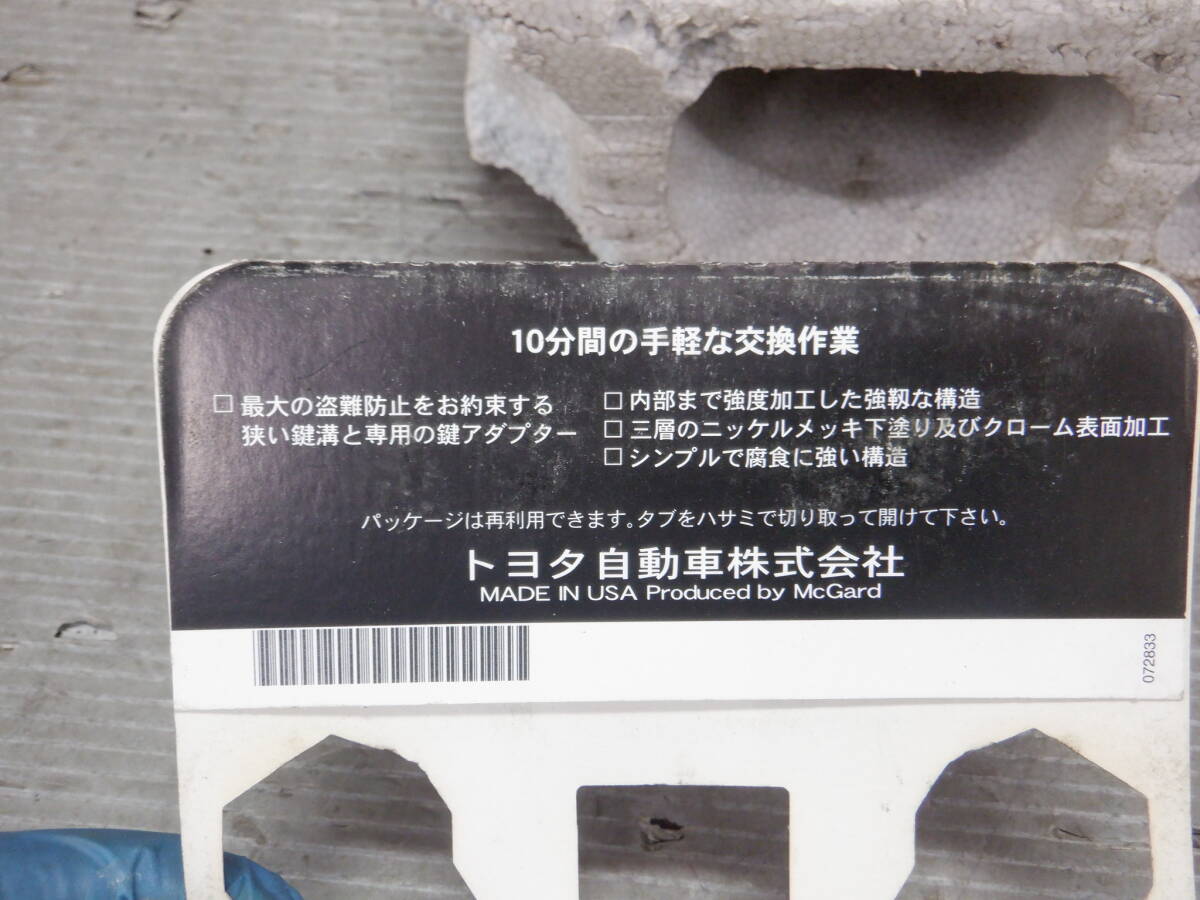 10分間の手軽な交換作業
□ 最大の盗難防止をお約束する
狭い鍵溝と専用の鍵アダプター
□ 内部まで強度加工した強靱な構造
□ 三層のニッケルメッキ下塗り及びクローム表面加工
□ シンプルで腐食に強い構造
パッケージは再利用できます。タブをハサミで切り取って開けて下さい。
トヨタ自動車株式会社
MADE IN USA Produced by McGard
072833